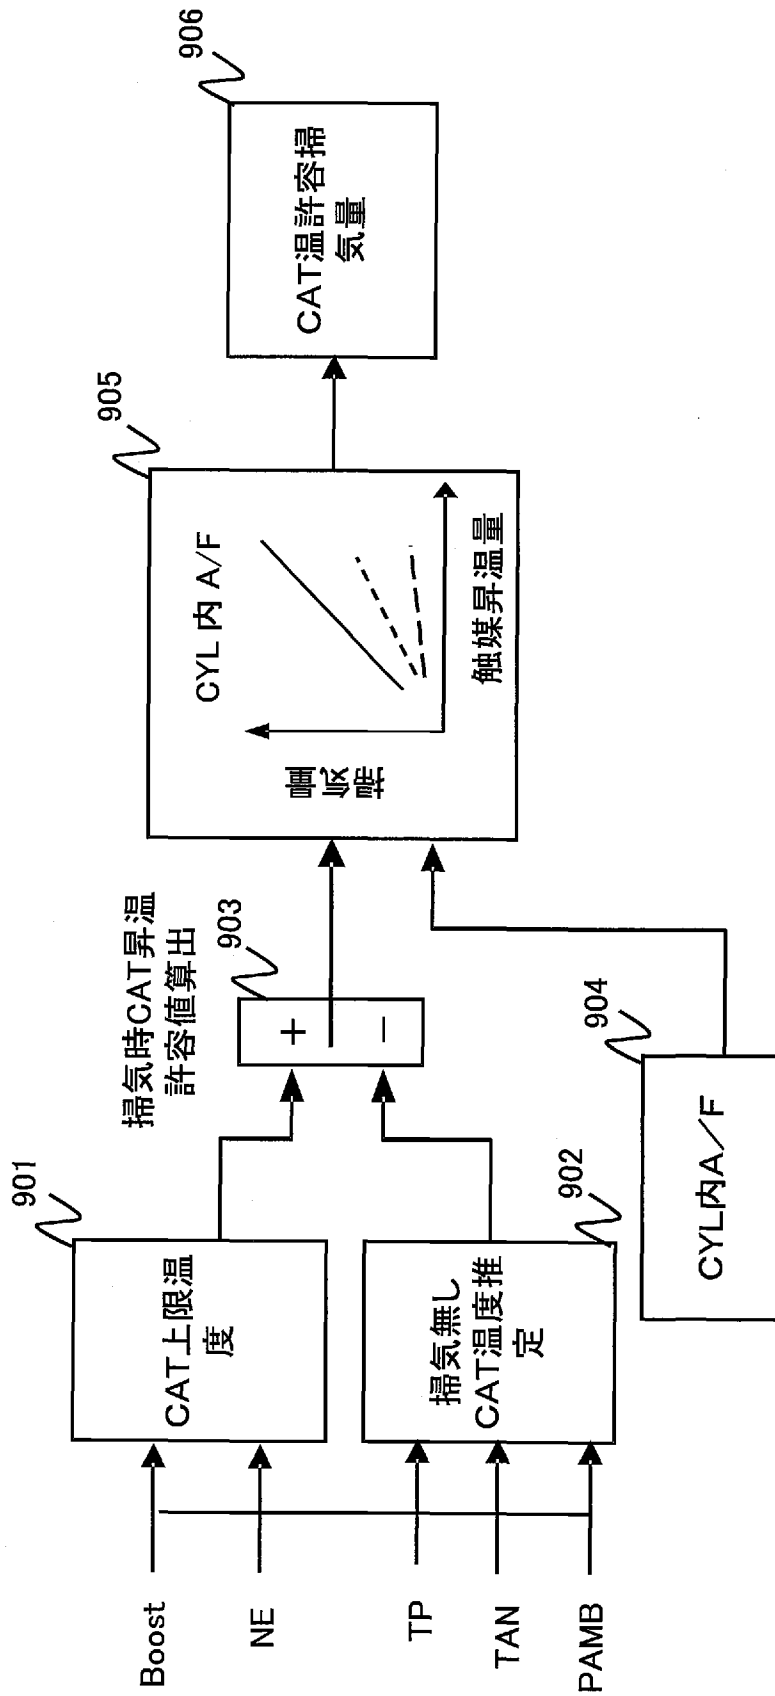 Boost
NE
TP
TAN
PAMB
901
CAT上限温
度
902
掃気無し
CAT温度推
定
掃気時CAT昇温
許容値算出
903
+
−
904
CYL内A/F
905
CYL内 A/F
掃気量
触媒昇温量
906
CAT温許容掃
気量